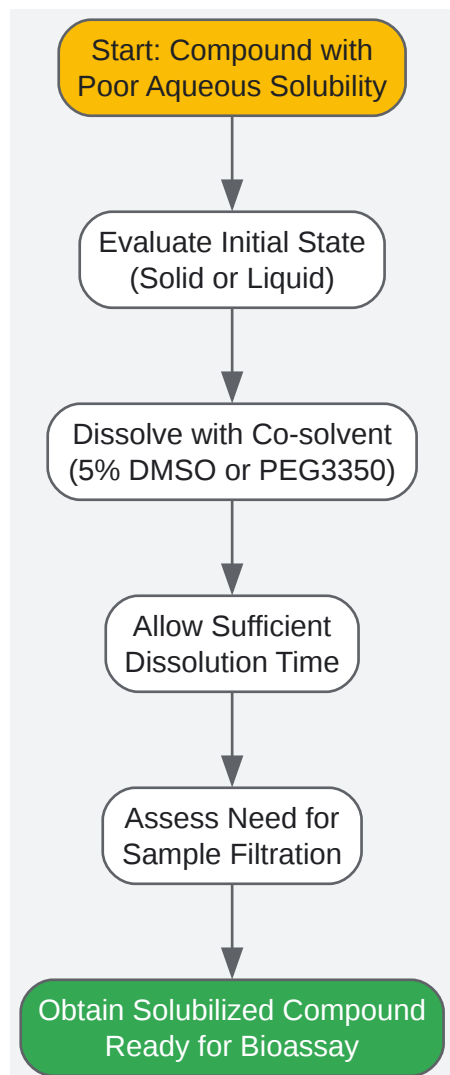 Start: Compound with
Poor Aqueous Solubility
Evaluate Initial State
(Solid or Liquid)
Dissolve with Co-solvent
(5% DMSO or PEG3350)
Allow Sufficient
Dissolution Time
Assess Need for
Sample Filtration
Obtain Solubilized Compound
Ready for Bioassay